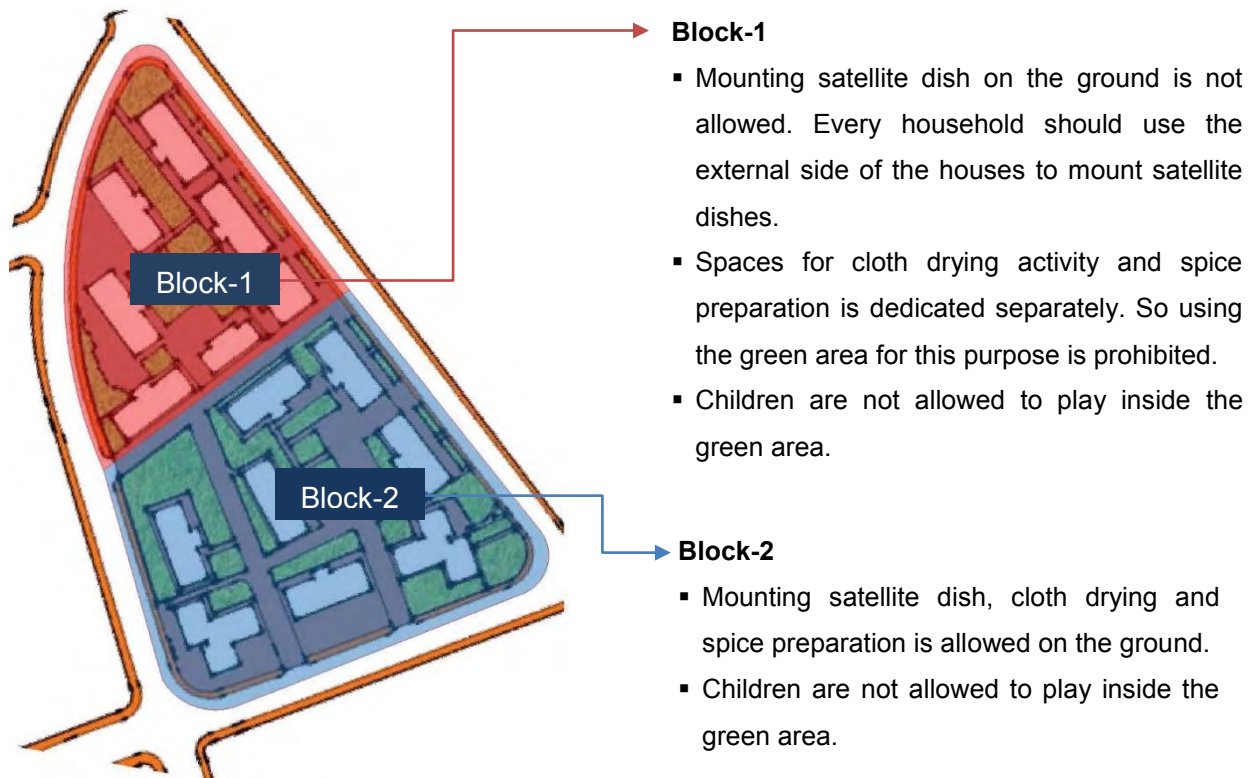 Block-1
▪ Mounting satellite dish on the ground is not
allowed. Every household should use the
external side of the houses to mount satellite
dishes.
▪ Spaces for cloth drying activity and spice
preparation is dedicated separately. So using
the green area for this purpose is prohibited.
▪ Children are not allowed to play inside the
green area.
Block-1
Block-2
Block-2
▪ Mounting satellite dish, cloth drying and
spice preparation is allowed on the ground.
▪ Children are not allowed to play inside the
green area.